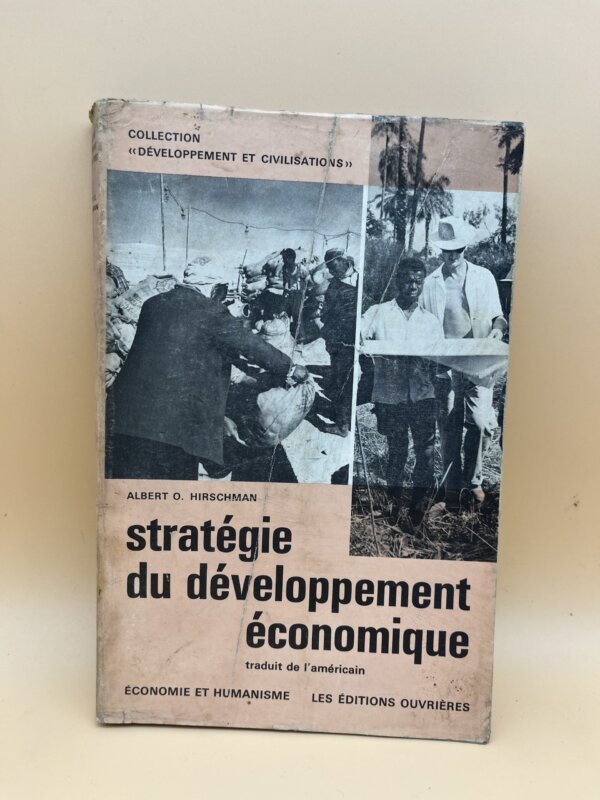 COLLECTION
«DÉVELOPPEMENT ET CIVILISATIONS»
ALBERT O. HIRSCHMAN
stratégie
du développement
économique
traduit de l'américain
ÉCONOMIE ET HUMANISME LES ÉDITIONS OUVRIÈRES